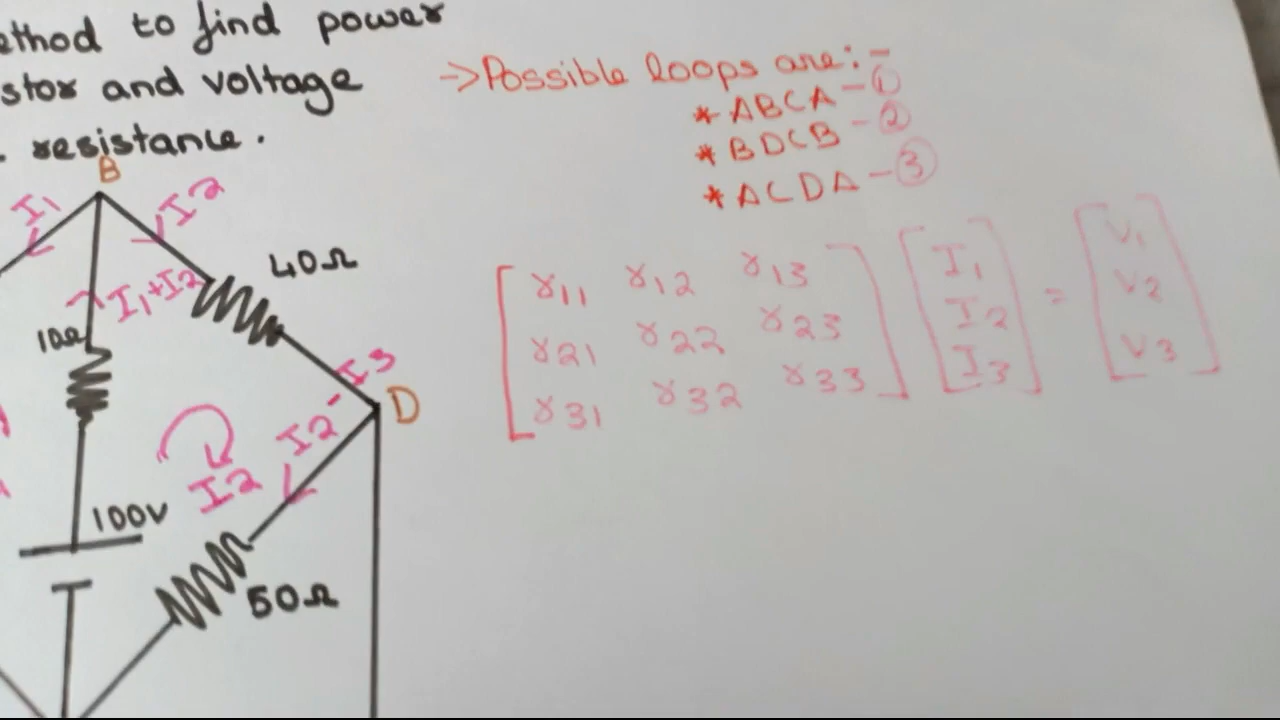 ethod to find power
stor and voltage
resistance.
->Possible loops are:-
* ABCA - 1
* BDCB - 2
* ACDA - 3
B
I1
I2
40Ω
I1+I2
10Ω
I3
D
I2-
I2
100V
50Ω
r11 r12 r13
r21 r22 r23
r31 r32 r33
I1
I2
I3
=
V1
V2
V3